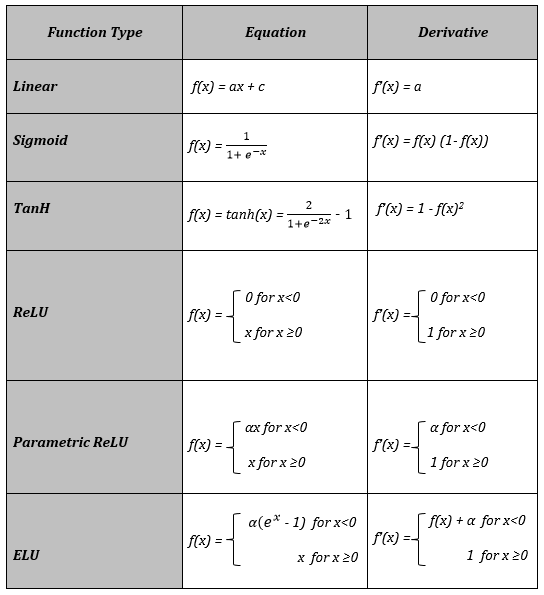 Function Type Equation Derivative
Linear f(x) = ax + c f'(x) = a
Sigmoid f(x) = 1 / 1+ e^-x f'(x) = f(x) (1- f(x))
TanH f(x) = tanh(x) = 2 / 1+e^-2x - 1 f'(x) = 1 - f(x)²
ReLU f(x) = { 0 for x<0 f'(x) = { 0 for x<0
x for x ≥0 1 for x ≥0
Parametric ReLU f(x) = { αx for x<0 f'(x) = { α for x<0
x for x ≥0 1 for x ≥0
ELU f(x) = { α(e^x - 1) for x<0 f'(x) = { f(x) + α for x<0
x for x ≥0 1 for x ≥0